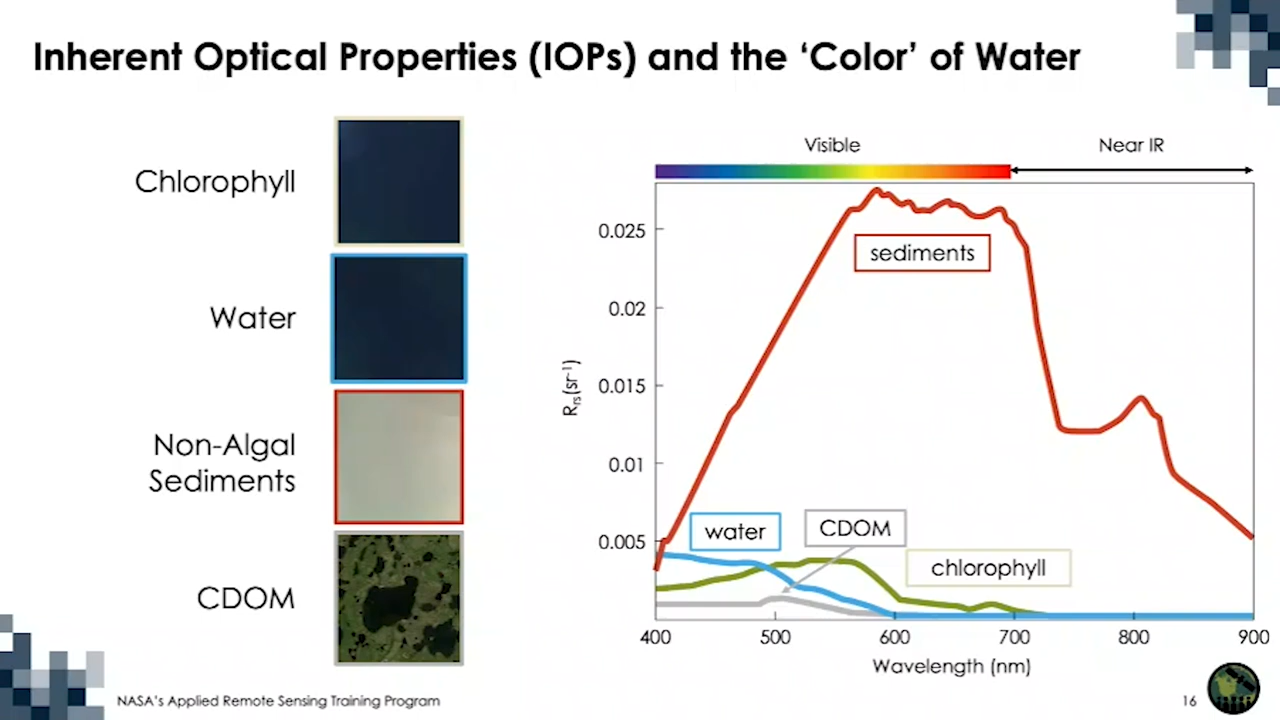 Inherent Optical Properties (IOPs) and the ‘Color’ of Water
Chlorophyll
Water
Non-Algal
Sediments
CDOM
Visible
Near IR
0.025
0.02
0.015
0.01
0.005
Rrs(sr-1)
sediments
water
CDOM
chlorophyll
400
500
600
700
800
900
Wavelength (nm)
NASA’s Applied Remote Sensing Training Program
16